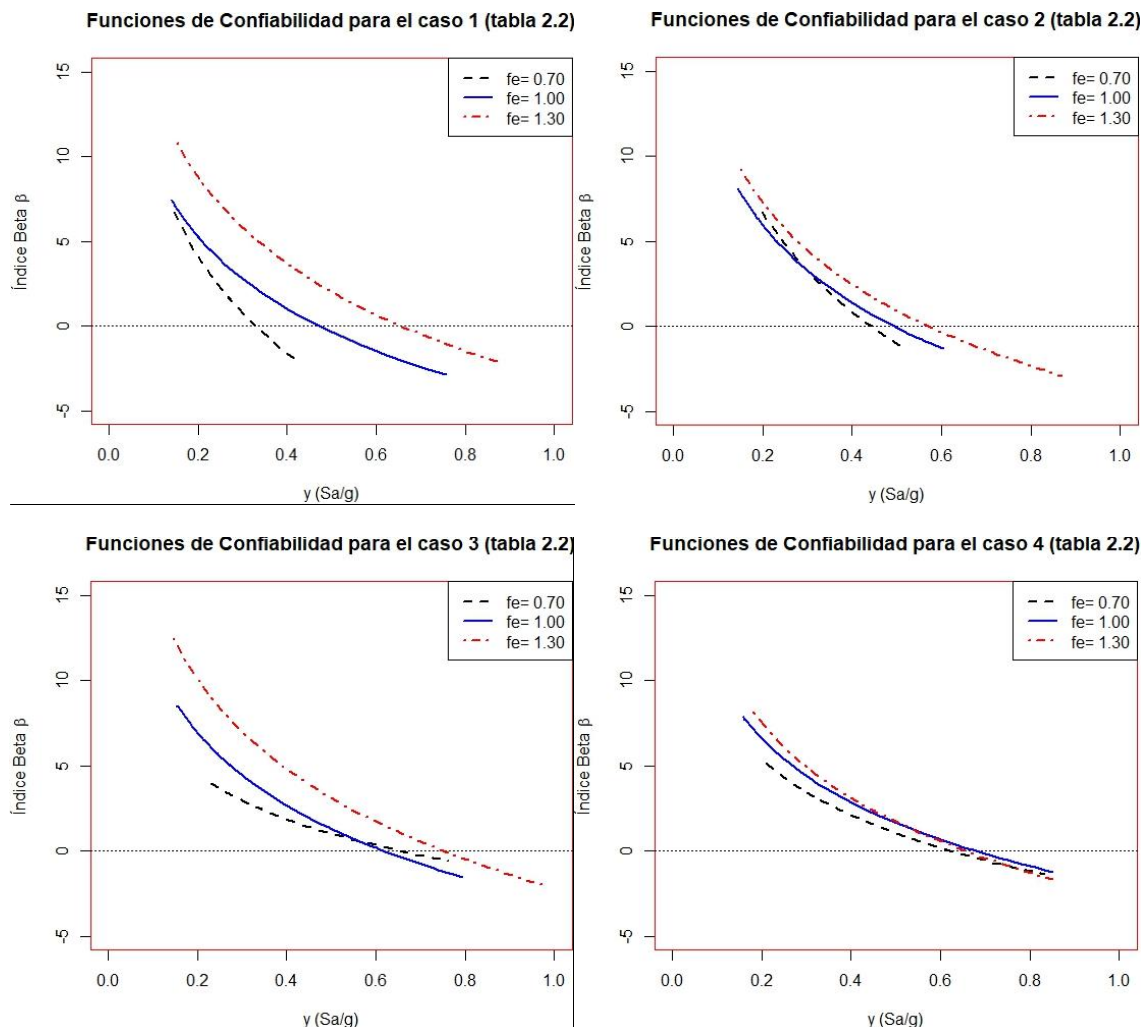 Funciones de Confiabilidad para el caso 1 (tabla 2.2)
fe= 0.70
fe= 1.00
fe= 1.30
Índice Beta β
15
10
5
0
-5
0.0 0.2 0.4 0.6 0.8 1.0
y (Sa/g)
Funciones de Confiabilidad para el caso 2 (tabla 2.2)
fe= 0.70
fe= 1.00
fe= 1.30
Índice Beta β
15
10
5
0
-5
0.0 0.2 0.4 0.6 0.8 1.0
y (Sa/g)
Funciones de Confiabilidad para el caso 3 (tabla 2.2)
fe= 0.70
fe= 1.00
fe= 1.30
Índice Beta β
15
10
5
0
-5
0.0 0.2 0.4 0.6 0.8 1.0
y (Sa/g)
Funciones de Confiabilidad para el caso 4 (tabla 2.2)
fe= 0.70
fe= 1.00
fe= 1.30
Índice Beta β
15
10
5
0
-5
0.0 0.2 0.4 0.6 0.8 1.0
y (Sa/g)